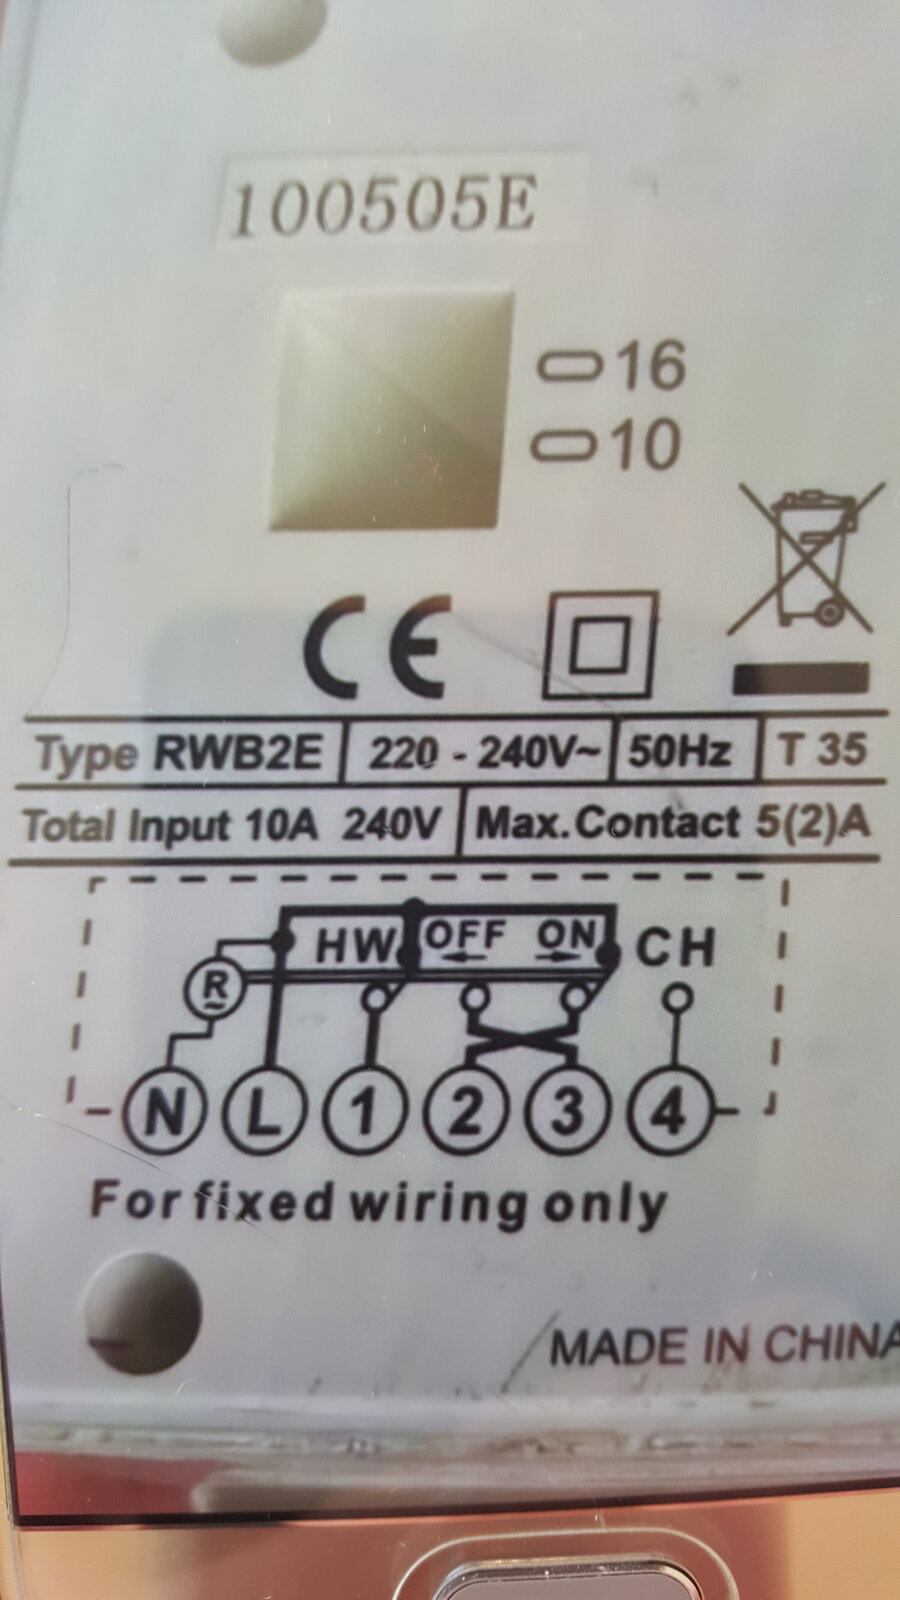 100505E
16
10
CE
Type RWB2E 220 - 240V~ 50Hz T 35
Total Input 10A 240V Max.Contact 5(2)A
HW OFF ON CH
R
~
N L 1 2 3 4
For fixed wiring only
MADE IN CHINA